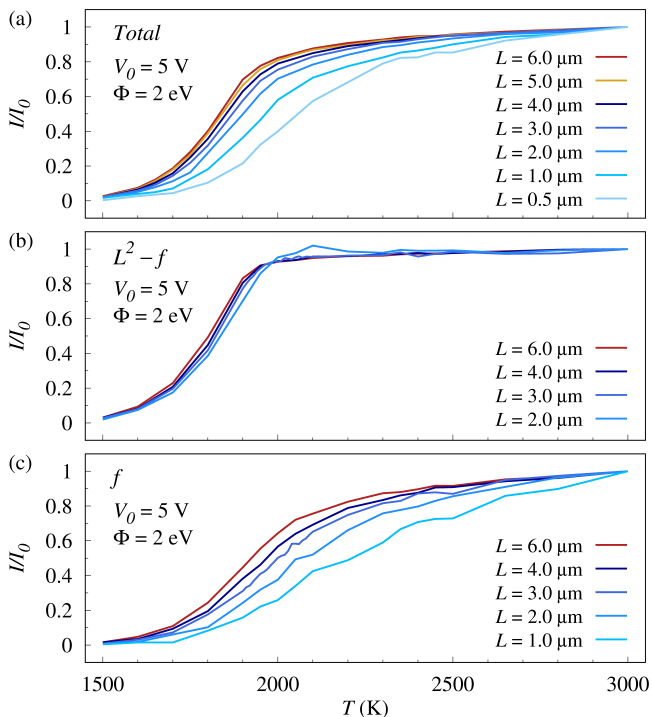 (a)
Total
V₀ = 5 V
Φ = 2 eV
I/I₀
1
0.8
0.6
0.4
0.2
0
L = 6.0 µm
L = 5.0 µm
L = 4.0 µm
L = 3.0 µm
L = 2.0 µm
L = 1.0 µm
L = 0.5 µm
(b)
L² – f
V₀ = 5 V
Φ = 2 eV
I/I₀
1
0.8
0.6
0.4
0.2
0
L = 6.0 µm
L = 4.0 µm
L = 3.0 µm
L = 2.0 µm
(c)
f
V₀ = 5 V
Φ = 2 eV
I/I₀
1
0.8
0.6
0.4
0.2
0
L = 6.0 µm
L = 4.0 µm
L = 3.0 µm
L = 2.0 µm
L = 1.0 µm
1500 2000 2500 3000
T (K)